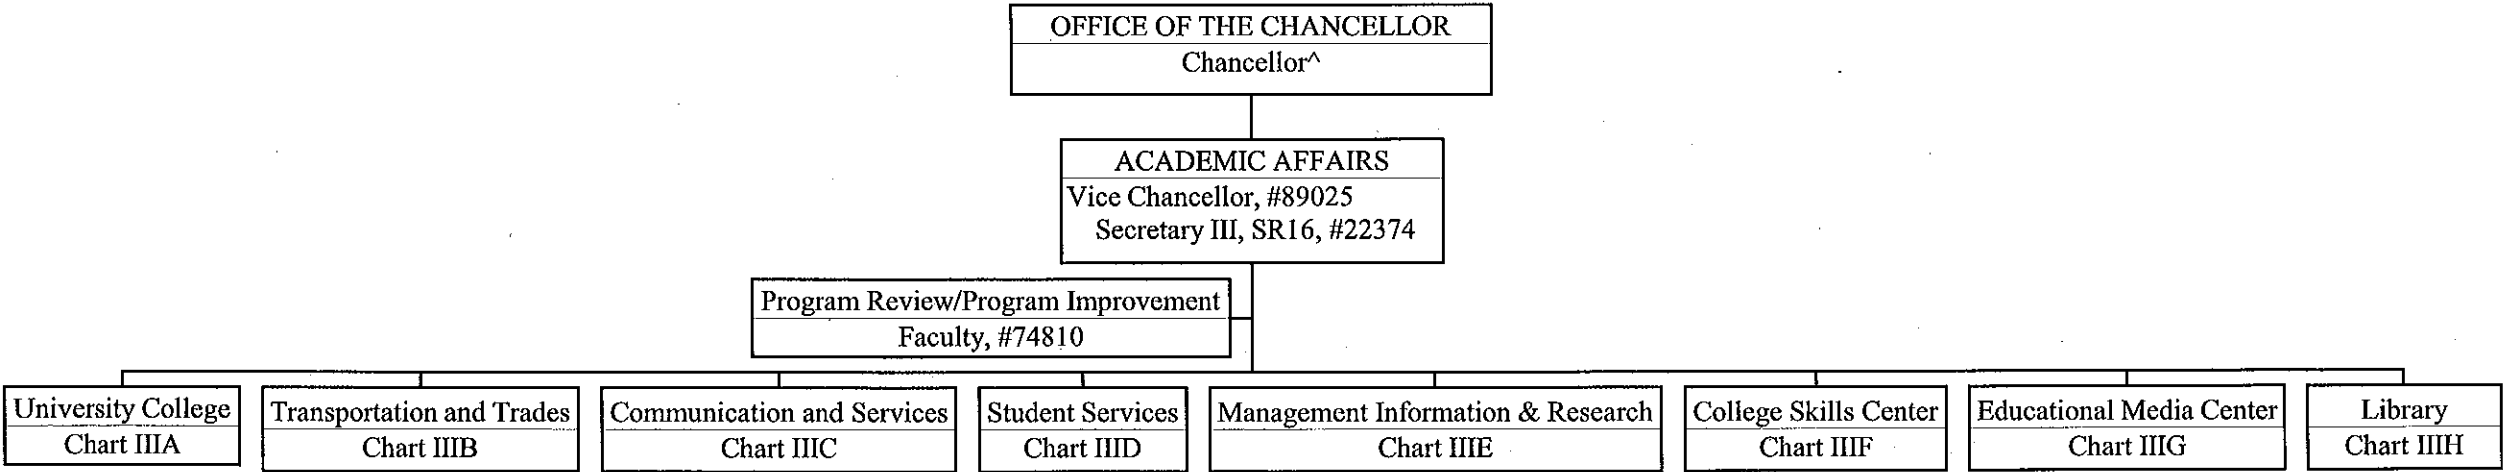 OFFICE OF THE CHANCELLOR
Chancellor^
ACADEMIC AFFAIRS
Vice Chancellor, #89025
Secretary III, SR16, #22374
Program Review/Program Improvement
Faculty, #74810
University College
Chart IIIA
Transportation and Trades
Chart IIIB
Communication and Services
Chart IIIC
Student Services
Chart IIID
Management Information & Research
Chart IIIE
College Skills Center
Chart IIIF
Educational Media Center
Chart IIIG
Library
Chart IIIH